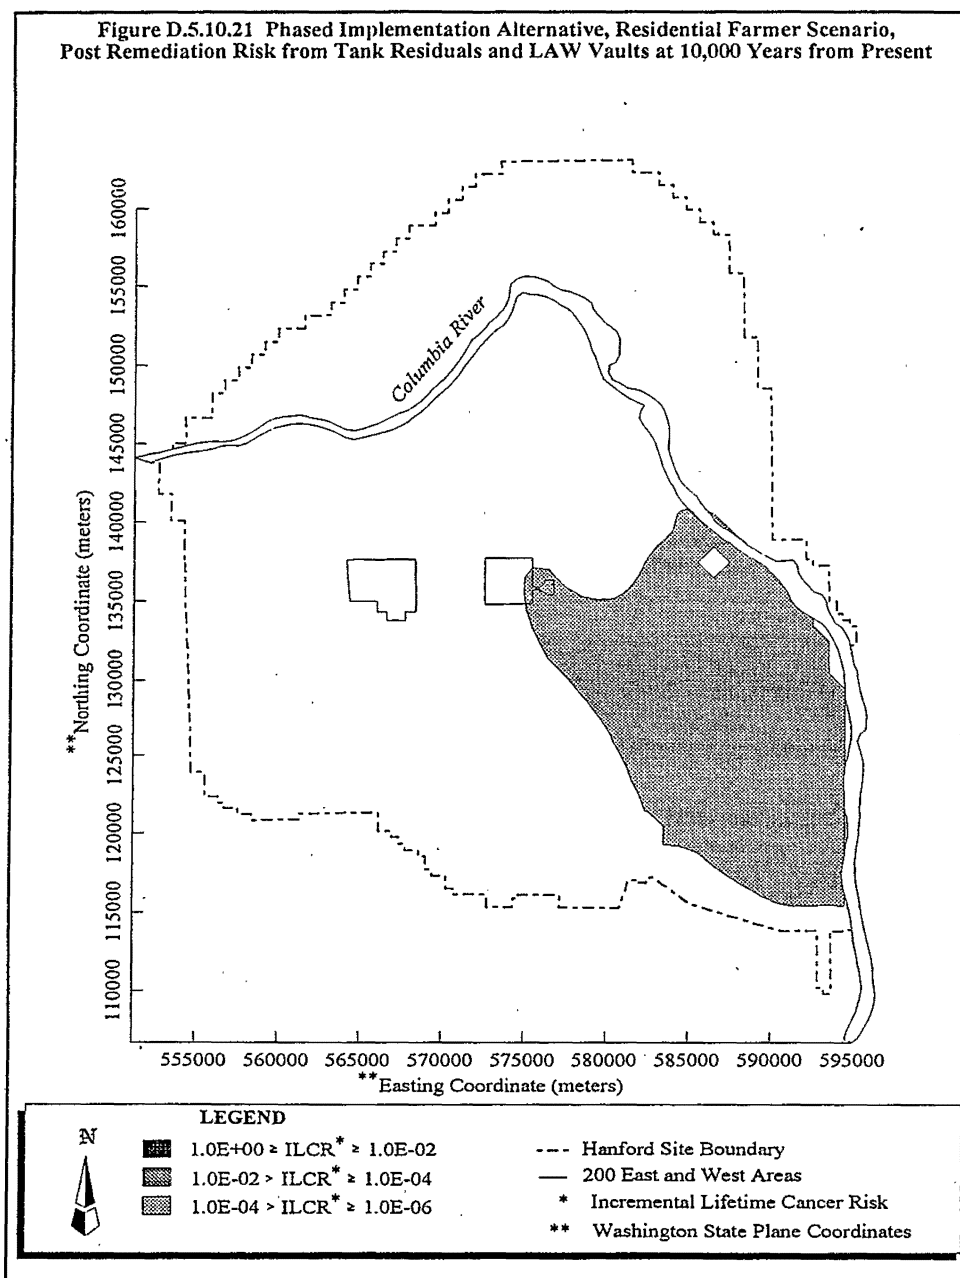 Figure D.5.10.21 Phased Implementation Alternative, Residential Farmer Scenario,
Post Remediation Risk from Tank Residuals and LAW Vaults at 10,000 Years from Present
160000
155000
150000
145000
140000
135000
130000
125000
120000
115000
110000
**Northing Coordinate (meters)
Columbia River
555000 560000 565000 570000 575000 580000 585000 590000 595000
**Easting Coordinate (meters)
LEGEND
N
1.0E+00 ≥ ILCR* ≥ 1.0E-02
1.0E-02 > ILCR* ≥ 1.0E-04
1.0E-04 > ILCR* ≥ 1.0E-06
Hanford Site Boundary
200 East and West Areas
* Incremental Lifetime Cancer Risk
** Washington State Plane Coordinates